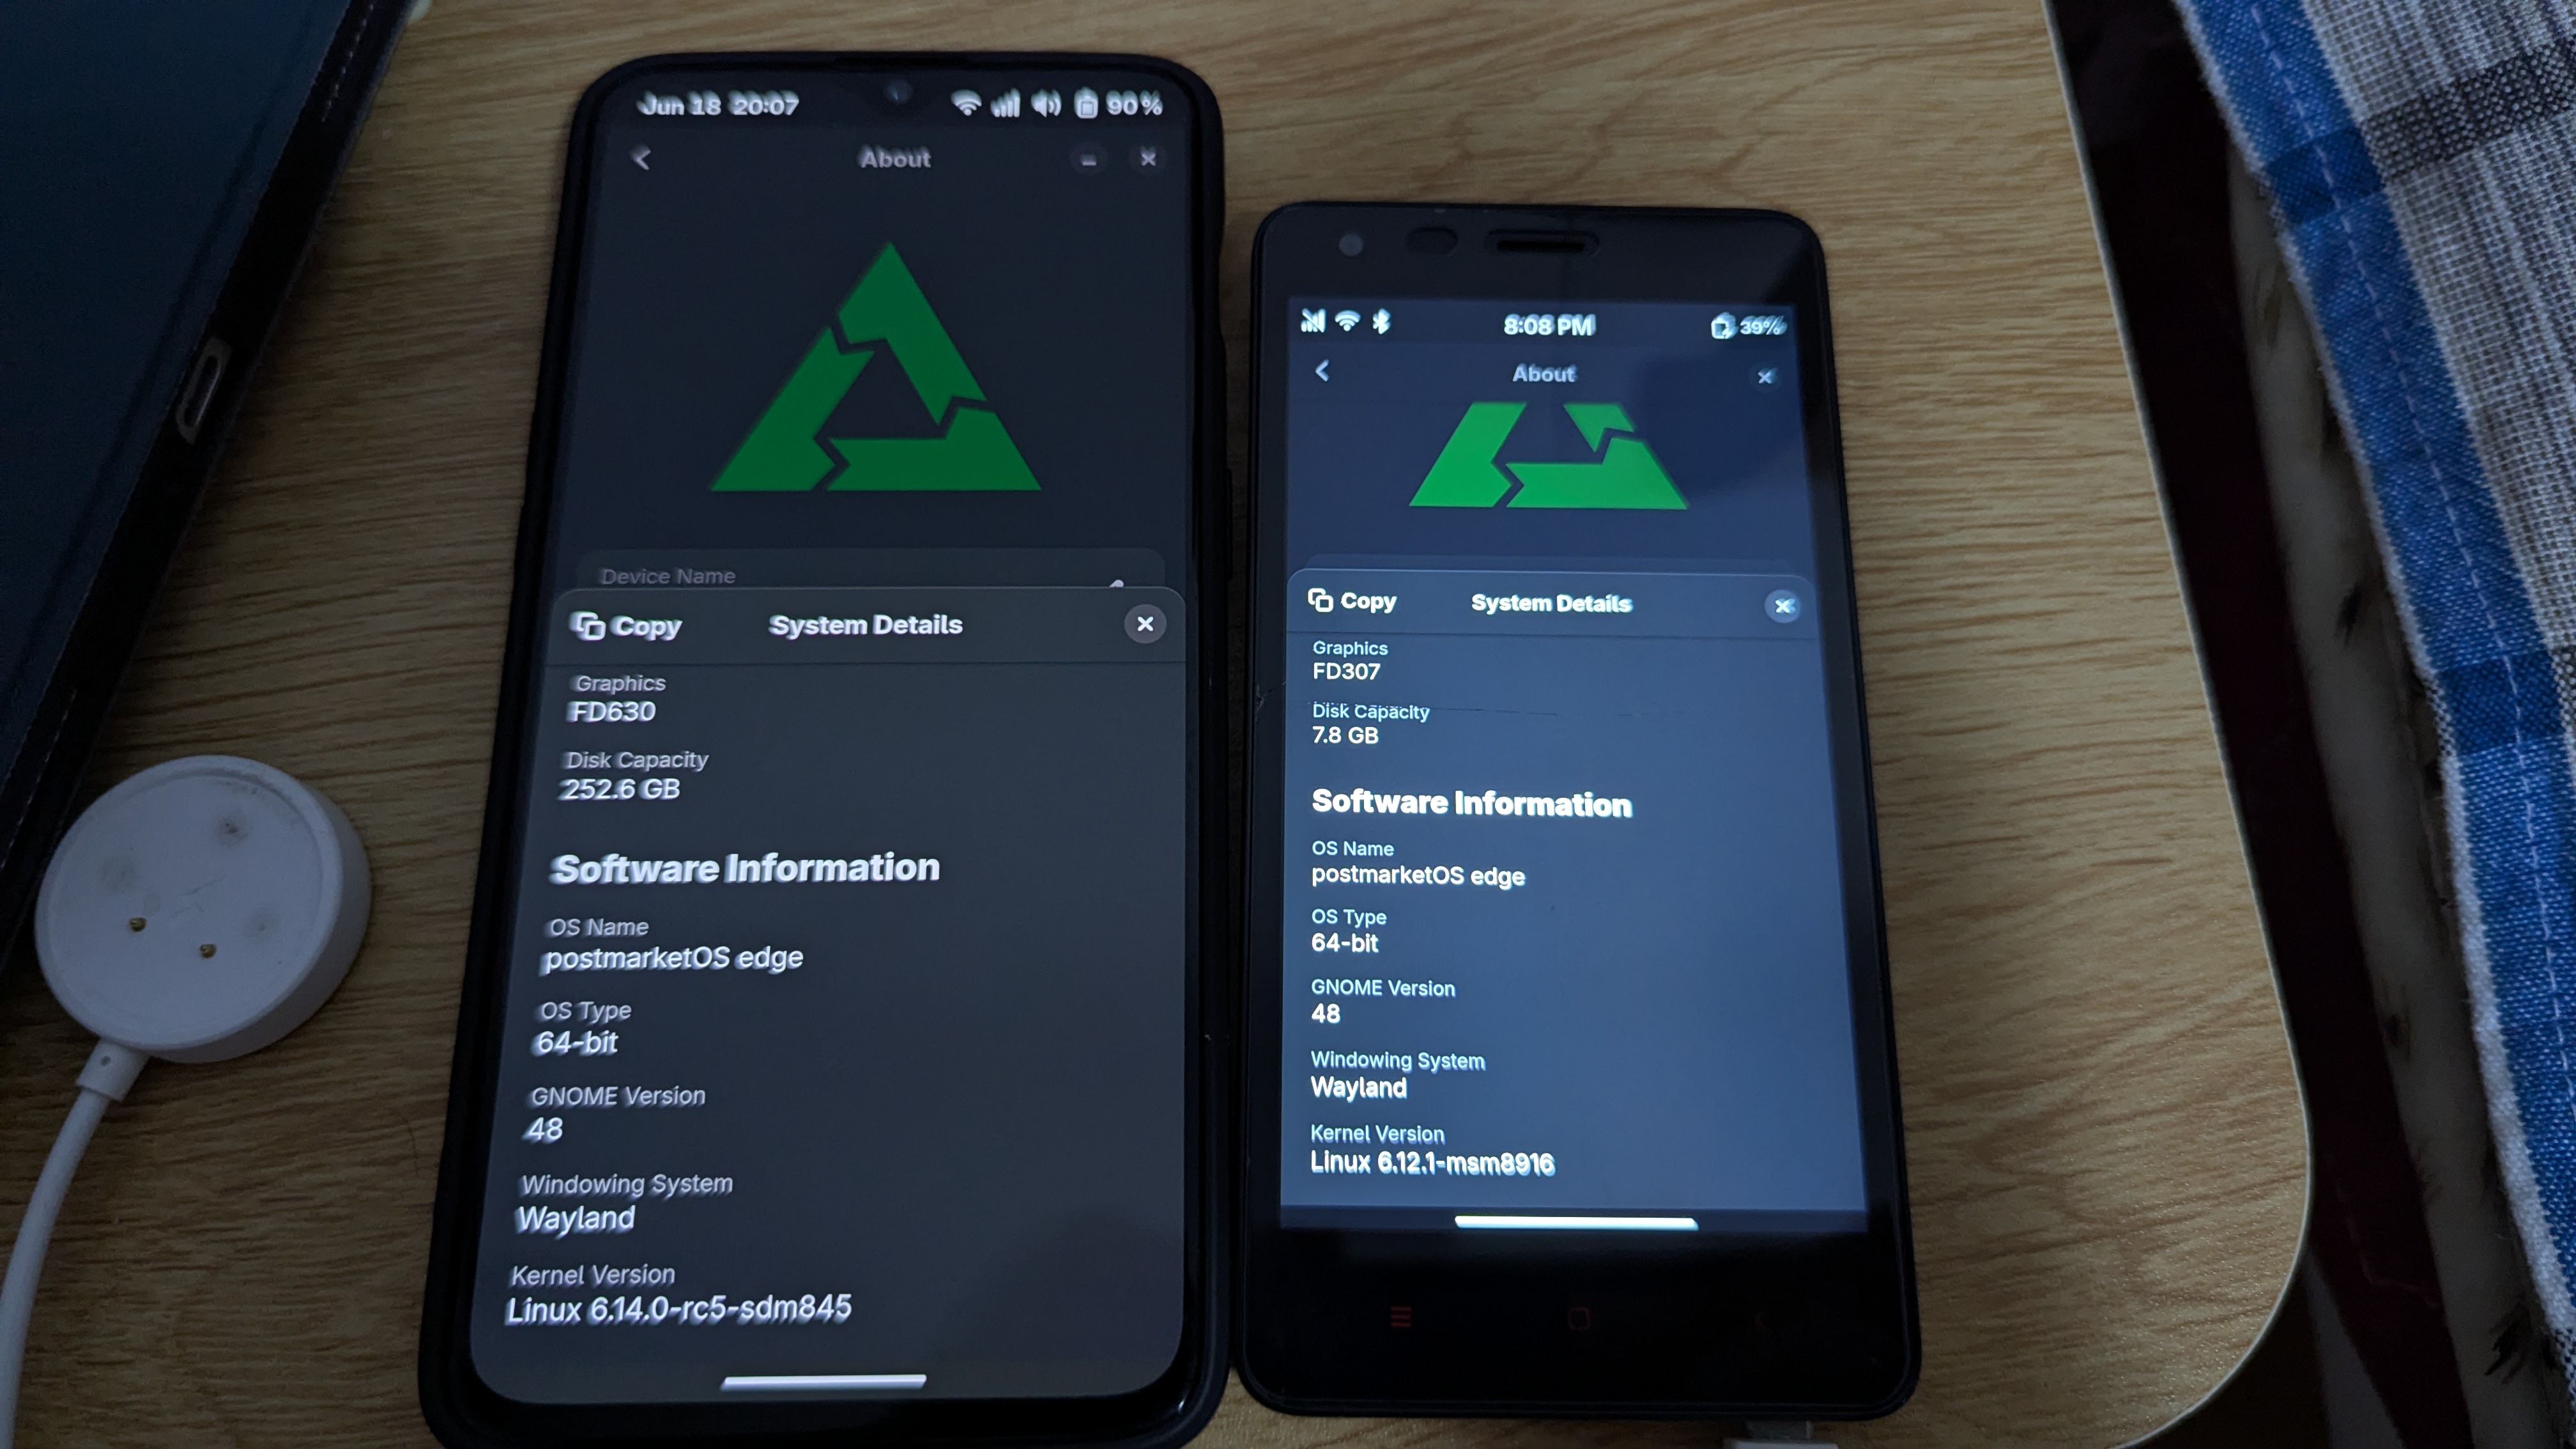 Jun 18 20:07
90%
About
Device Name
Copy
System Details
Graphics
FD630
Disk Capacity
252.6 GB
Software Information
OS Name
postmarketOS edge
OS Type
64-bit
GNOME Version
48
Windowing System
Wayland
Kernel Version
Linux 6.14.0-rc5-sdm845
8:08 PM
39%
About
Copy
System Details
Graphics
FD307
Disk Capacity
7.8 GB
Software Information
OS Name
postmarketOS edge
OS Type
64-bit
GNOME Version
48
Windowing System
Wayland
Kernel Version
Linux 6.12.1-msm8916